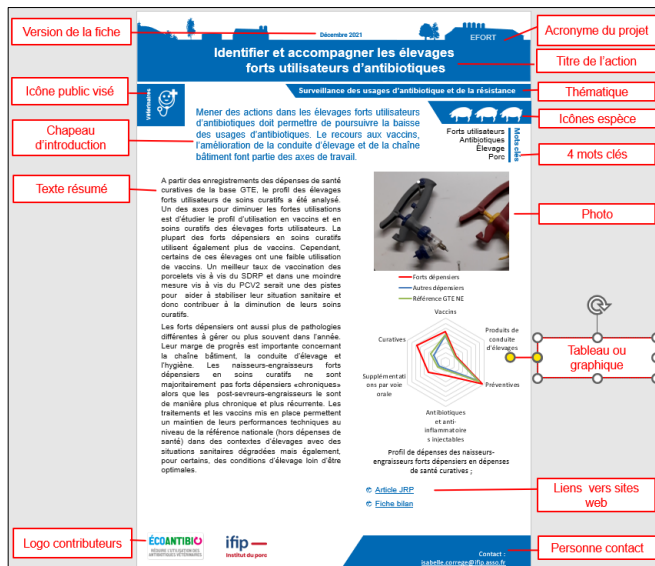 Version de la fiche
Décembre 2021
EFORT
Acronyme du projet
Identifier et accompagner les élevages
forts utilisateurs d'antibiotiques
Titre de l'action
Icône public visé
Vétérinaires
Surveillance des usages d'antibiotique et de la résistance
Thématique
Chapeau
d'introduction
Mener des actions dans les élevages forts utilisateurs
d'antibiotiques doit permettre de poursuivre la baisse
des usages d'antibiotiques. Le recours aux vaccins,
l'amélioration de la conduite d'élevage et de la chaîne
bâtiment font partie des axes de travail.
Icônes espèce
Forts utilisateurs
Antibiotiques
Élevage
Porc
Mots clés
4 mots clés
Texte résumé
A partir des enregistrements des dépenses de santé
curatives de la base GTE, le profil des élevages
forts utilisateurs de soins curatifs a été analysé.
Un des axes pour diminuer les fortes utilisations
est d'étudier le profil d'utilisation en vaccins et en
soins curatifs des élevages forts utilisateurs. La
plupart des forts dépensiers en soins curatifs
utilisent également plus de vaccins. Cependant,
certains de ces élevages ont une faible utilisation
de vaccins. Un meilleur taux de vaccination des
porcelets vis à vis du SDRP et dans une moindre
mesure vis à vis du PCV2 serait une des pistes
pour aider à stabiliser leur situation sanitaire et
donc contribuer à la diminution de leurs soins
curatifs.
Les forts dépensiers ont aussi plus de pathologies
différentes à gérer ou plus souvent dans l'année.
Leur marge de progrès est importante concernant
la chaîne bâtiment, la conduite d'élevage et
l'hygiène. Les naisseurs-engraisseurs forts
dépensiers en soins curatifs ne sont
majoritairement pas forts dépensiers «chroniques»
alors que les post-sevreurs-engraisseurs le sont
de manière plus chronique et plus récurrente. Les
traitements et les vaccins mis en place permettent
un maintien de leurs performances techniques au
niveau de la référence nationale (hors dépenses de
santé) dans des contextes d'élevages avec des
situations sanitaires dégradées mais également,
pour certains, des conditions d'élevage loin d'être
optimales.
Photo
Forts dépensiers
Autres dépensiers
Référence GTE NE
Vaccins
Produits de
conduite
d'élevages
Préventives
Antibiotiques
et anti-
inflammatoire
s injectables
Supplémentati
ons par voie
orale
Curatives
Tableau ou
graphique
Profil de dépenses des naisseurs-
engraisseurs forts dépensiers en dépenses
de santé curatives ;
Article JRP
Fiche bilan
Liens vers sites
web
Logo contributeurs
ÉCOANTIBIO
RÉDUIRE L'UTILISATION DES
ANTIBIOTIQUES VÉTÉRINAIRES
ifip
Institut du porc
Contact :
isabelle.correge@ifip.asso.fr
Personne contact